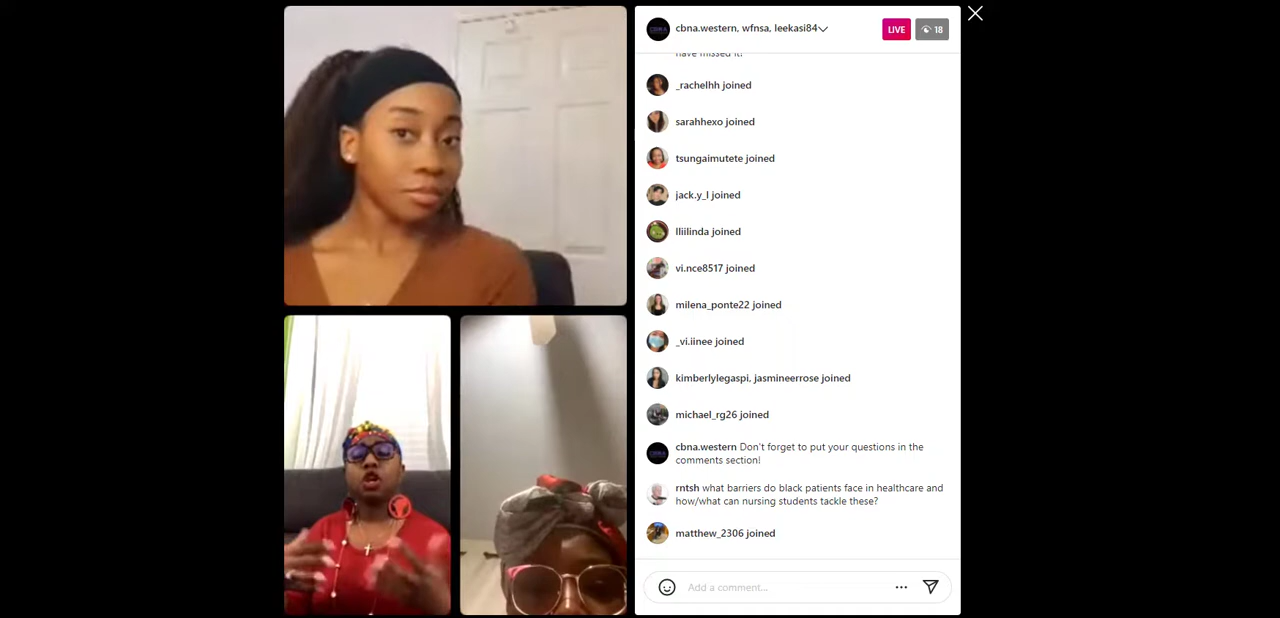 cbna.western, wfnsa, leekasi84
LIVE
18
have missed it!
_rachelhh joined
sarahhexo joined
tsungaimutete joined
jack.y_l joined
lliilinda joined
vi.nce8517 joined
milena_ponte22 joined
_vi.iinee joined
kimberlylegaspi, jasmineerrose joined
michael_rg26 joined
cbna.western Don't forget to put your questions in the
comments section!
rntsh what barriers do black patients face in healthcare and
how/what can nursing students tackle these?
matthew_2306 joined
Add a comment...